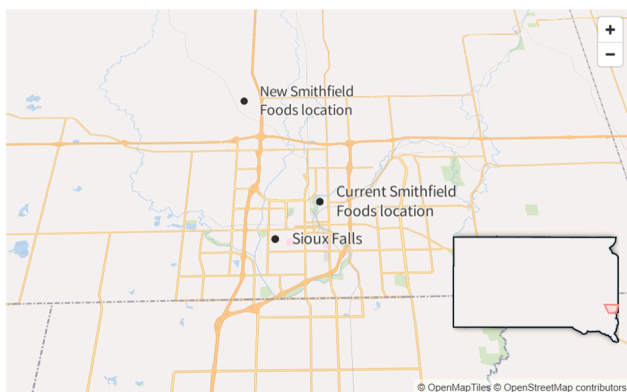 +
−
New Smithfield
Foods location
Current Smithfield
Foods location
Sioux Falls
© OpenMapTiles © OpenStreetMap contributors